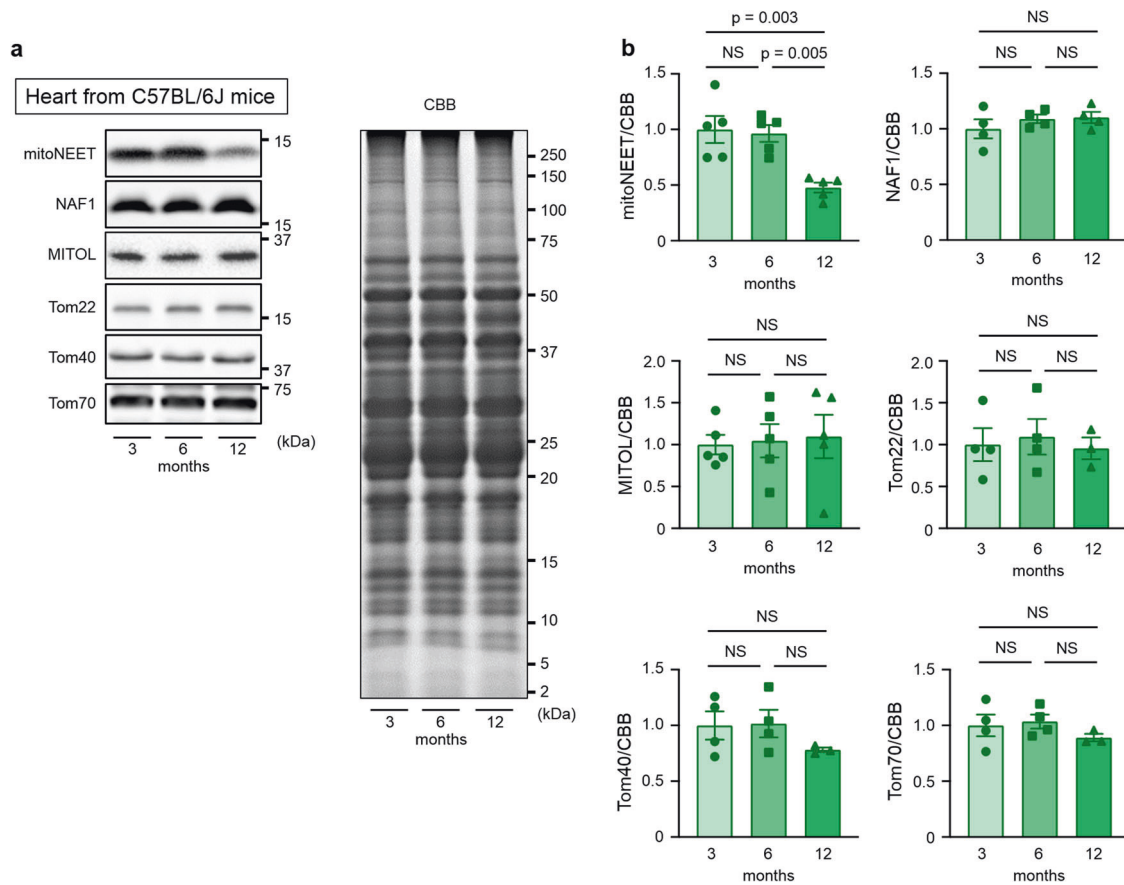 a
Heart from C57BL/6J mice
mitoNEET
15
NAF1
15
MITOL
37
Tom22
15
Tom40
37
Tom70
75
3 6 12 (kDa)
months
CBB
250
150
100
75
50
37
25
20
15
10
5
2
3 6 12 (kDa)
months
b
p = 0.003
NS p = 0.005
mitoNEET/CBB
1.5
1.0
0.5
0
3 6 12
months
NS
NS NS
NAF1/CBB
1.5
1.0
0.5
0
3 6 12
months
NS
NS NS
MITOL/CBB
2.0
1.5
1.0
0.5
0
3 6 12
months
NS
NS NS
Tom22/CBB
2.0
1.5
1.0
0.5
0
3 6 12
months
NS
NS NS
Tom40/CBB
1.5
1.0
0.5
0
3 6 12
months
NS
NS NS
Tom70/CBB
1.5
1.0
0.5
0
3 6 12
months